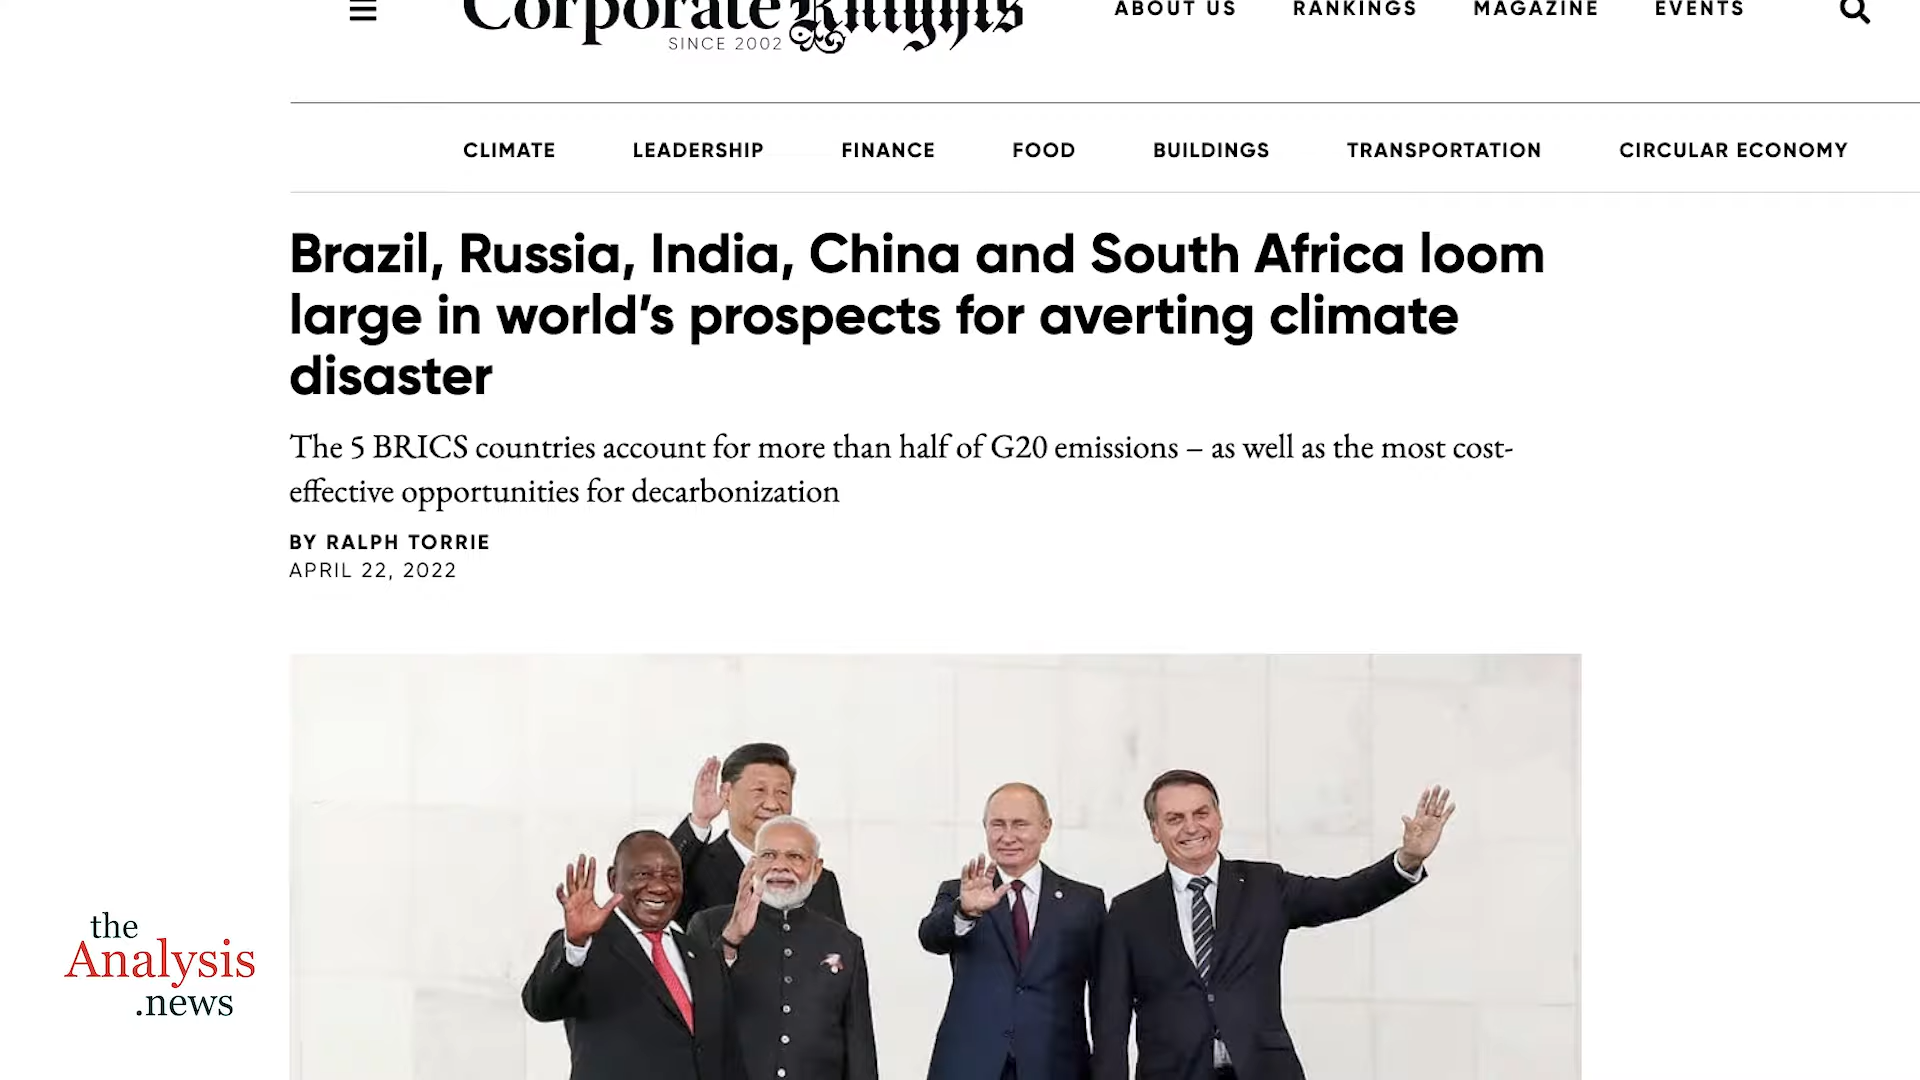 Corporate Knights
SINCE 2002
ABOUT US
RANKINGS
MAGAZINE
EVENTS
CLIMATE
LEADERSHIP
FINANCE
FOOD
BUILDINGS
TRANSPORTATION
CIRCULAR ECONOMY
Brazil, Russia, India, China and South Africa loom
large in world’s prospects for averting climate
disaster
The 5 BRICS countries account for more than half of G20 emissions – as well as the most cost-
effective opportunities for decarbonization
BY RALPH TORRIE
APRIL 22, 2022
the
Analysis
.news